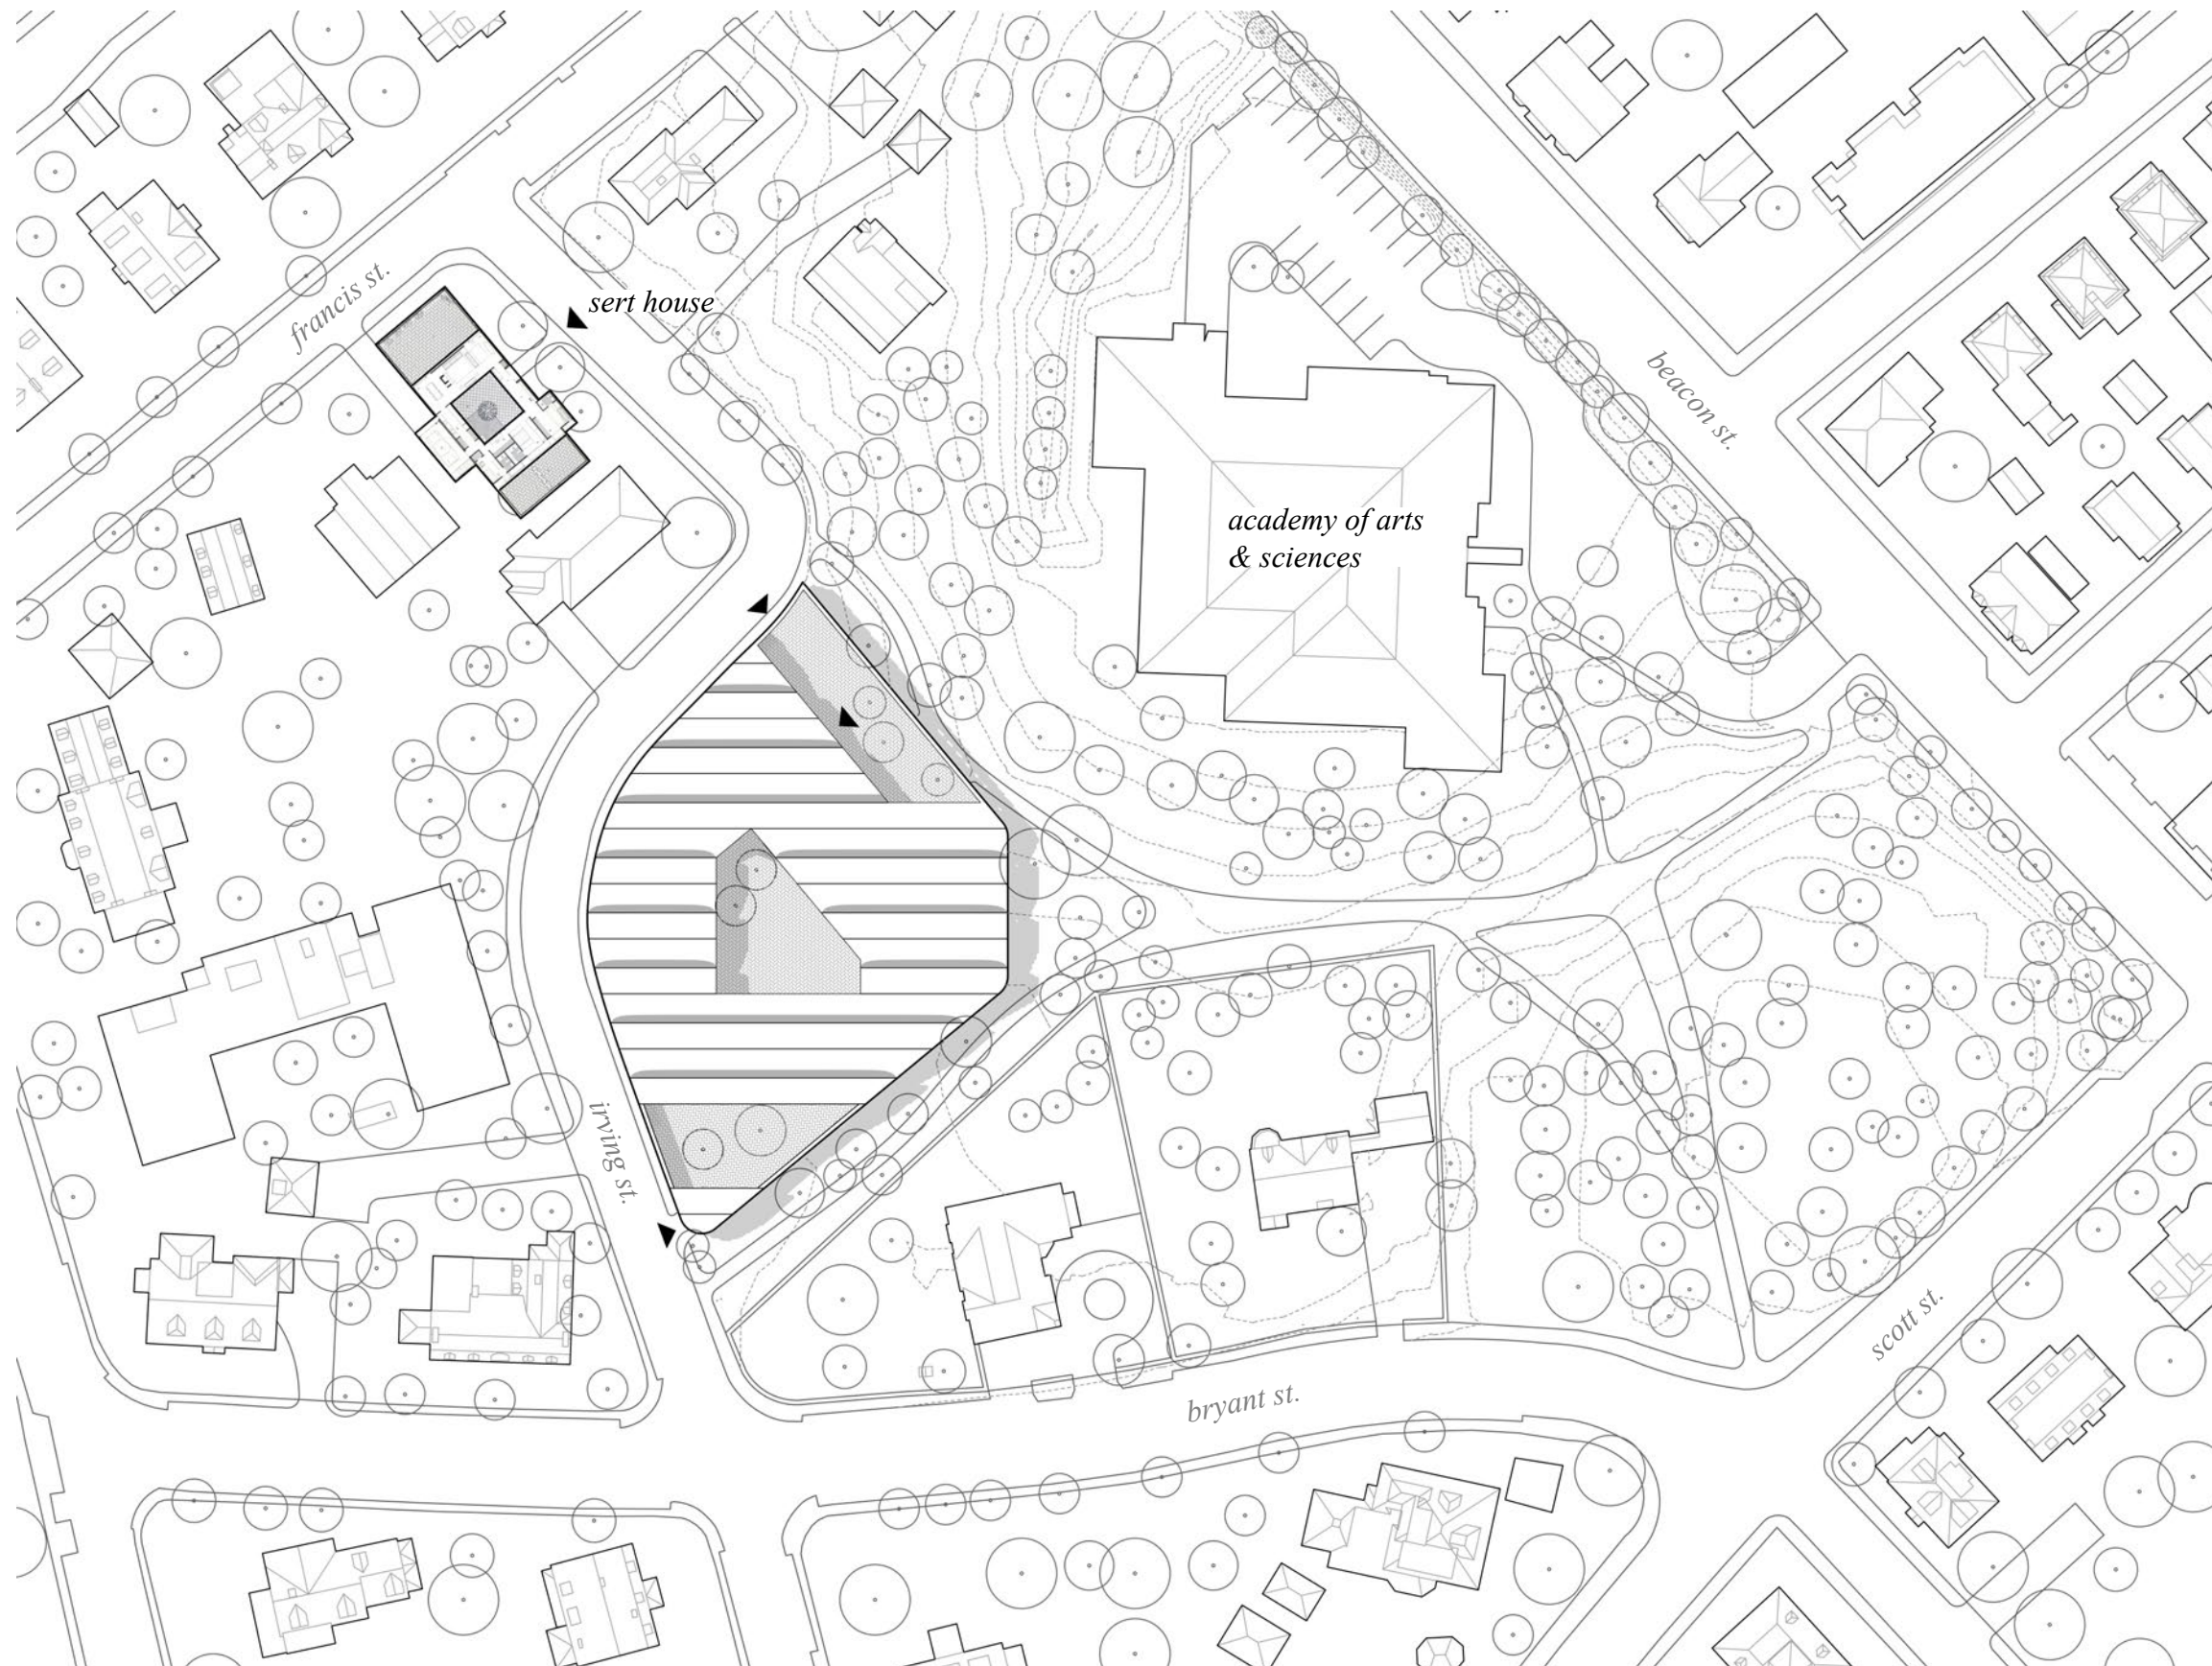 francis st.
sert house
beacon st.
academy of arts
& sciences
irving st.
scott st.
bryant st.